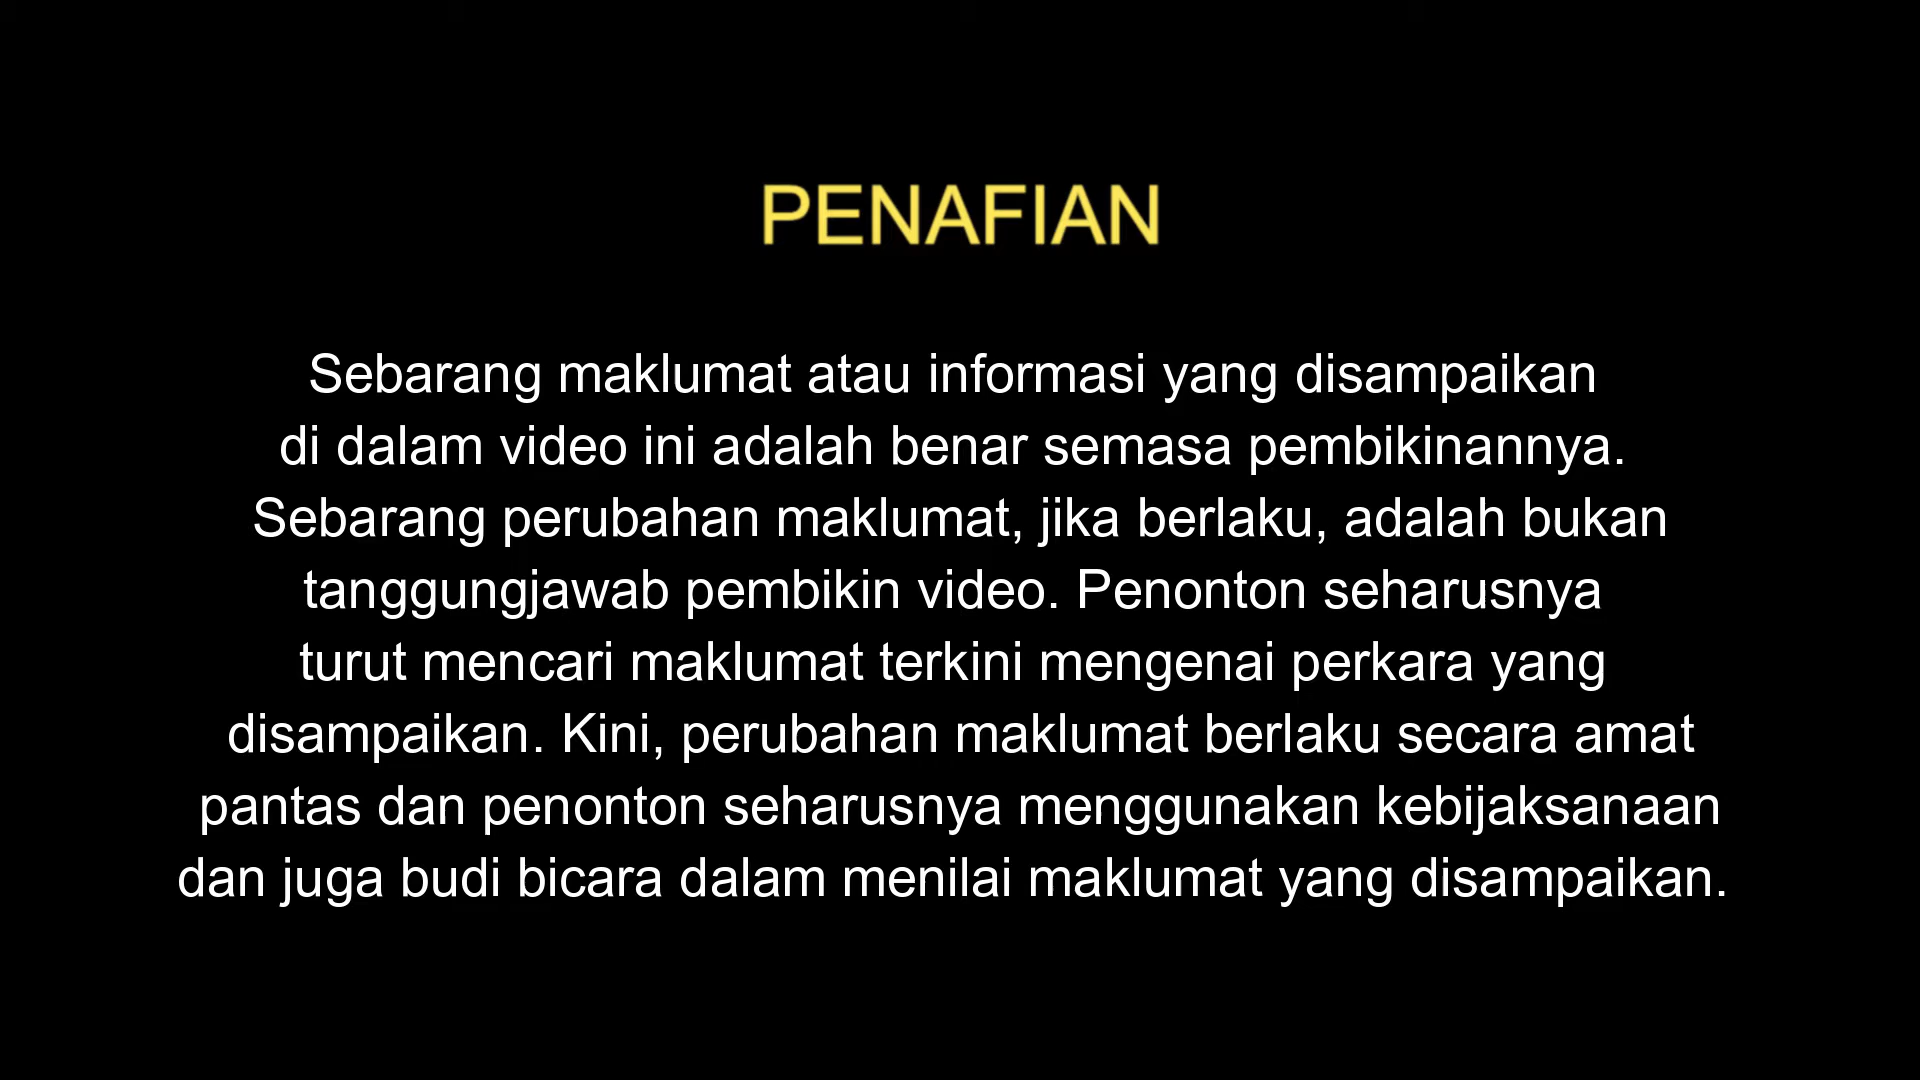 PENAFIAN
Sebarang maklumat atau informasi yang disampaikan
di dalam video ini adalah benar semasa pembikinannya.
Sebarang perubahan maklumat, jika berlaku, adalah bukan
tanggungjawab pembikin video. Penonton seharusnya
turut mencari maklumat terkini mengenai perkara yang
disampaikan. Kini, perubahan maklumat berlaku secara amat
pantas dan penonton seharusnya menggunakan kebijaksanaan
dan juga budi bicara dalam menilai maklumat yang disampaikan.